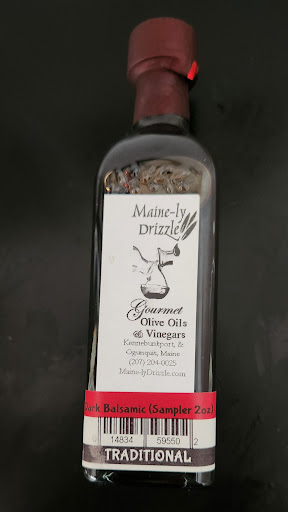 Maine-ly
Drizzle
Gourmet
Olive Oils
& Vinegars
Kennebunkport, &
Ogunquit, Maine
(207) 204-0025
Maine-lyDrizzle.com
Dark Balsamic (Sampler 2oz)
14834 59550 2
TRADITIONAL